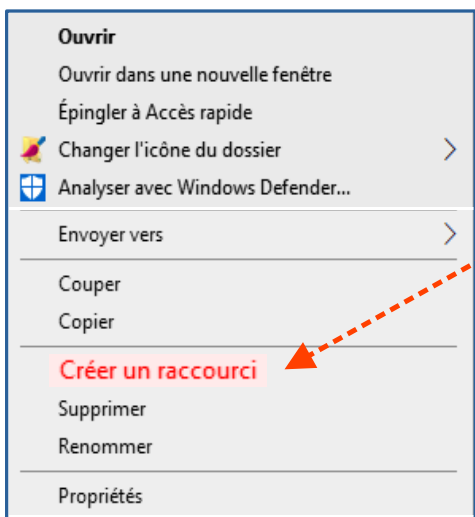 Ouvrir
Ouvrir dans une nouvelle fenêtre
Épingler à Accès rapide
Changer l'icône du dossier
Analyser avec Windows Defender...
Envoyer vers
Couper
Copier
Créer un raccourci
Supprimer
Renommer
Propriétés